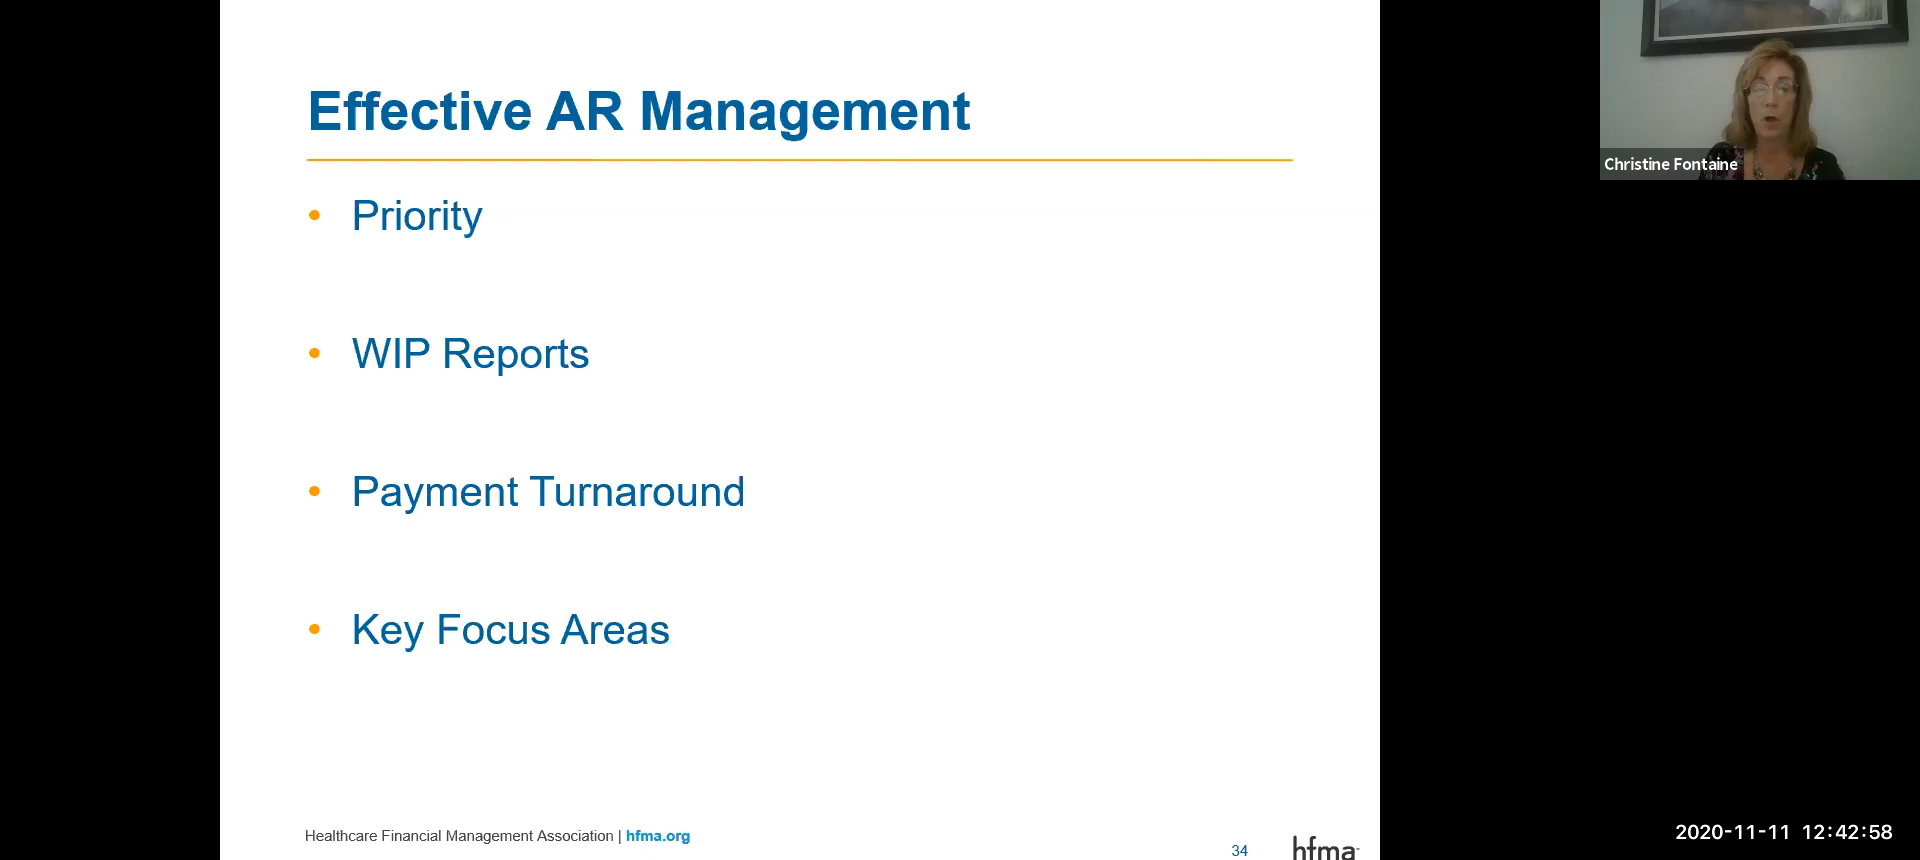 Effective AR Management
• Priority
• WIP Reports
• Payment Turnaround
• Key Focus Areas
Healthcare Financial Management Association | hfma.org
34
hfma
Christine Fontaine
2020-11-11 12:42:58